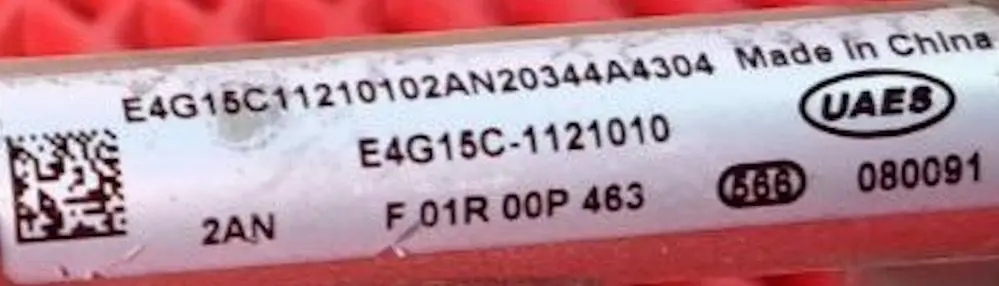 E4G15C11210102AN20344A4304 Made in China
E4G15C-1121010 UAES
2AN F 01R 00P 463 566 080091